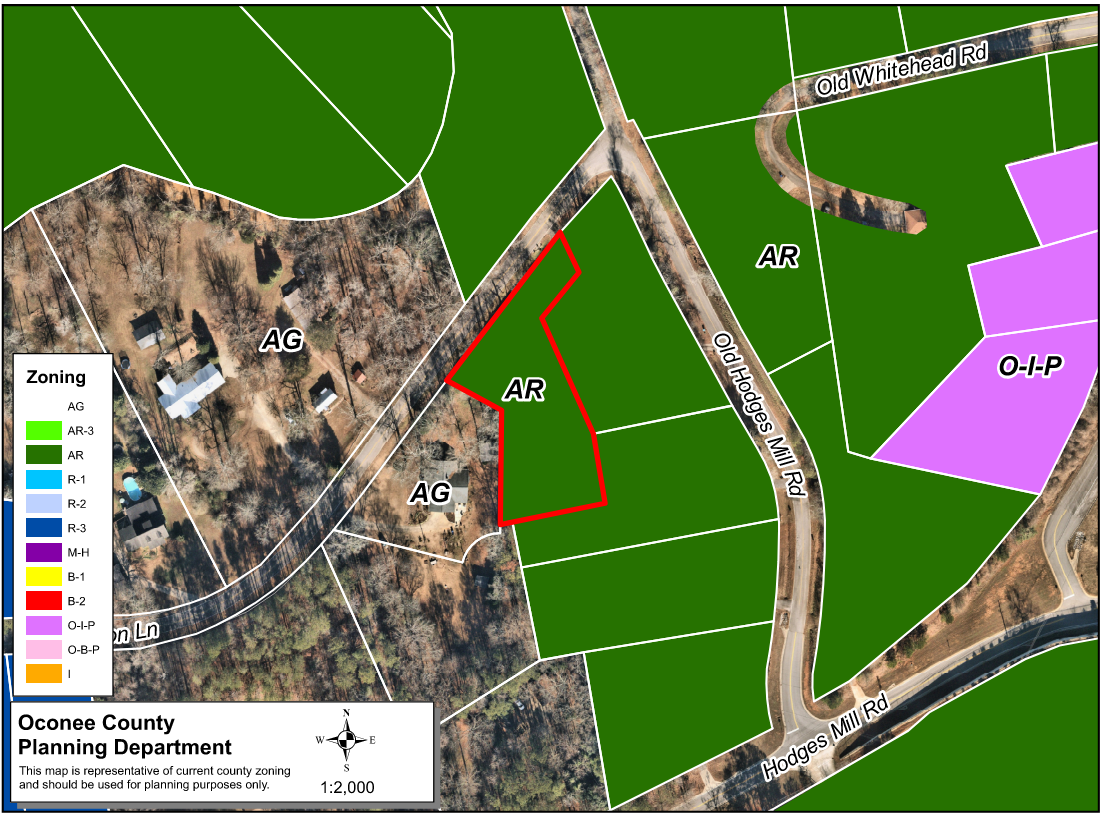 Old Whitehead Rd
AR
AG
O-I-P
AR
Old Hodges Mill Rd
AG
Zoning
AG
AR-3
AR
R-1
R-2
R-3
M-H
B-1
B-2
O-I-P
O-B-P
I
on Ln
Hodges Mill Rd
Oconee County
Planning Department
This map is representative of current county zoning
and should be used for planning purposes only.
N
W E
S
1:2,000